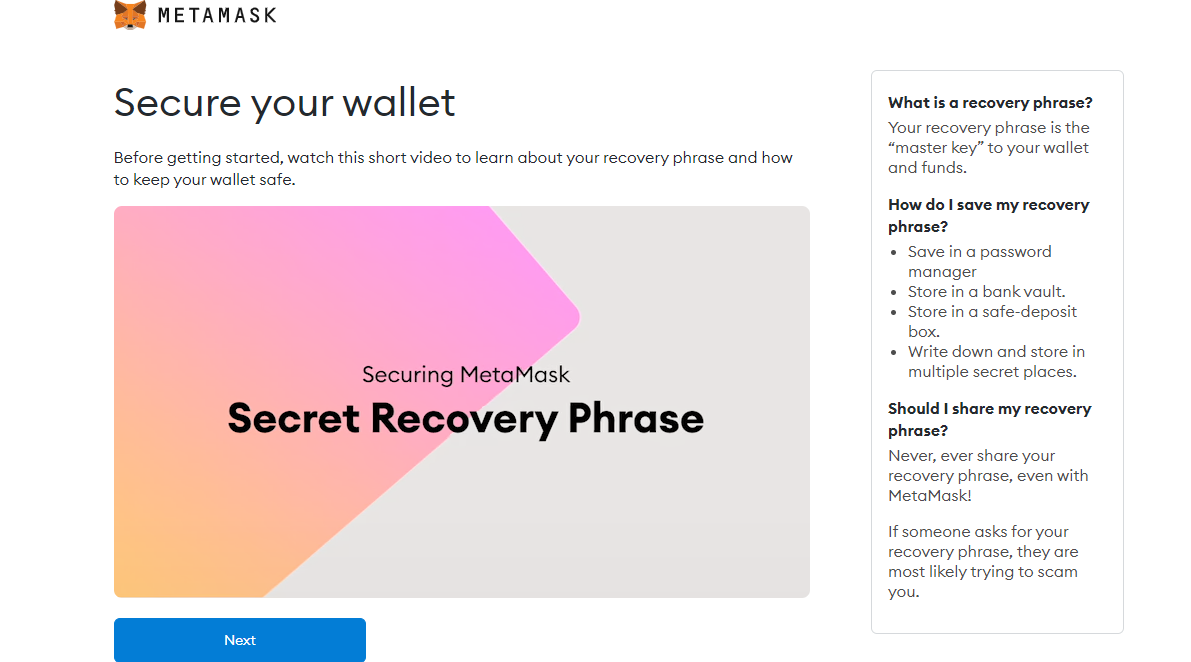 METAMASK
Secure your wallet
Before getting started, watch this short video to learn about your recovery phrase and how
to keep your wallet safe.
Securing MetaMask
Secret Recovery Phrase
Next
What is a recovery phrase?
Your recovery phrase is the
“master key” to your wallet
and funds.
How do I save my recovery
phrase?
• Save in a password
manager
• Store in a bank vault.
• Store in a safe-deposit
box.
• Write down and store in
multiple secret places.
Should I share my recovery
phrase?
Never, ever share your
recovery phrase, even with
MetaMask!
If someone asks for your
recovery phrase, they are
most likely trying to scam
you.